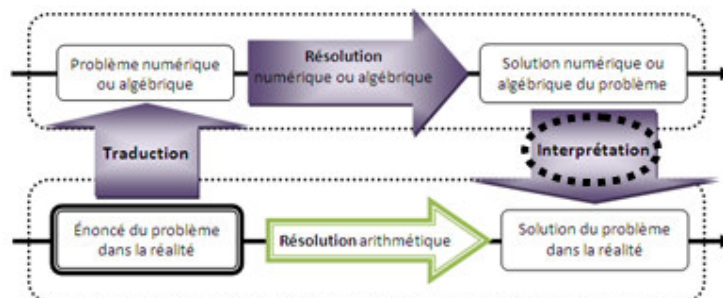 Problème numérique
ou algébrique
Résolution
numérique ou algébrique
Solution numérique ou
algébrique du problème
Traduction
Interprétation
Énoncé du problème
dans la réalité
Résolution arithmétique
Solution du problème
dans la réalité